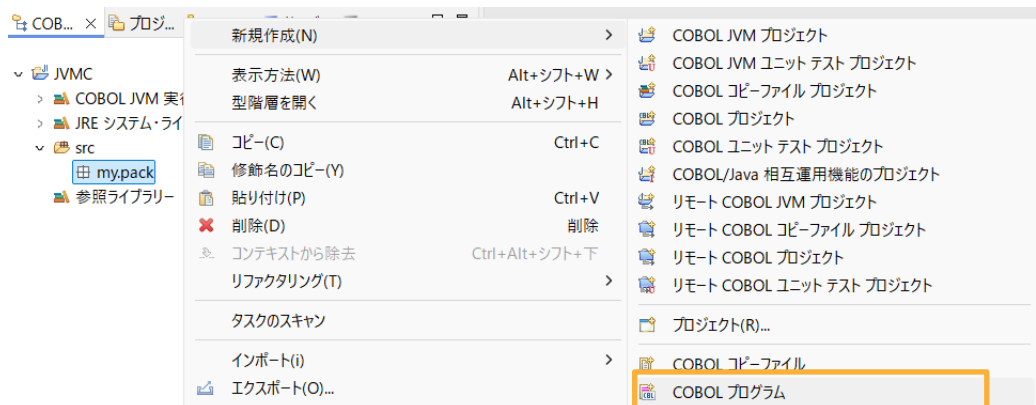 COB...
プロジ...
JVMC
COBOL JVM 実
JRE システム・ライ
src
my.pack
参照ライブラリー
新規作成(N)
表示方法(W) Alt+シフト+W
型階層を開く Alt+シフト+H
コピー(C) Ctrl+C
修飾名のコピー(Y)
貼り付け(P) Ctrl+V
削除(D) 削除
コンテキストから除去 Ctrl+Alt+シフト+下
リファクタリング(T)
タスクのスキャン
インポート(i)
エクスポート(O)...
COBOL JVM プロジェクト
COBOL JVM ユニット テスト プロジェクト
COBOL コピーファイル プロジェクト
COBOL プロジェクト
COBOL ユニット テスト プロジェクト
COBOL/Java 相互運用機能のプロジェクト
リモート COBOL JVM プロジェクト
リモート COBOL コピーファイル プロジェクト
リモート COBOL プロジェクト
リモート COBOL ユニット テスト プロジェクト
プロジェクト(R)...
COBOL コピーファイル
COBOL プログラム